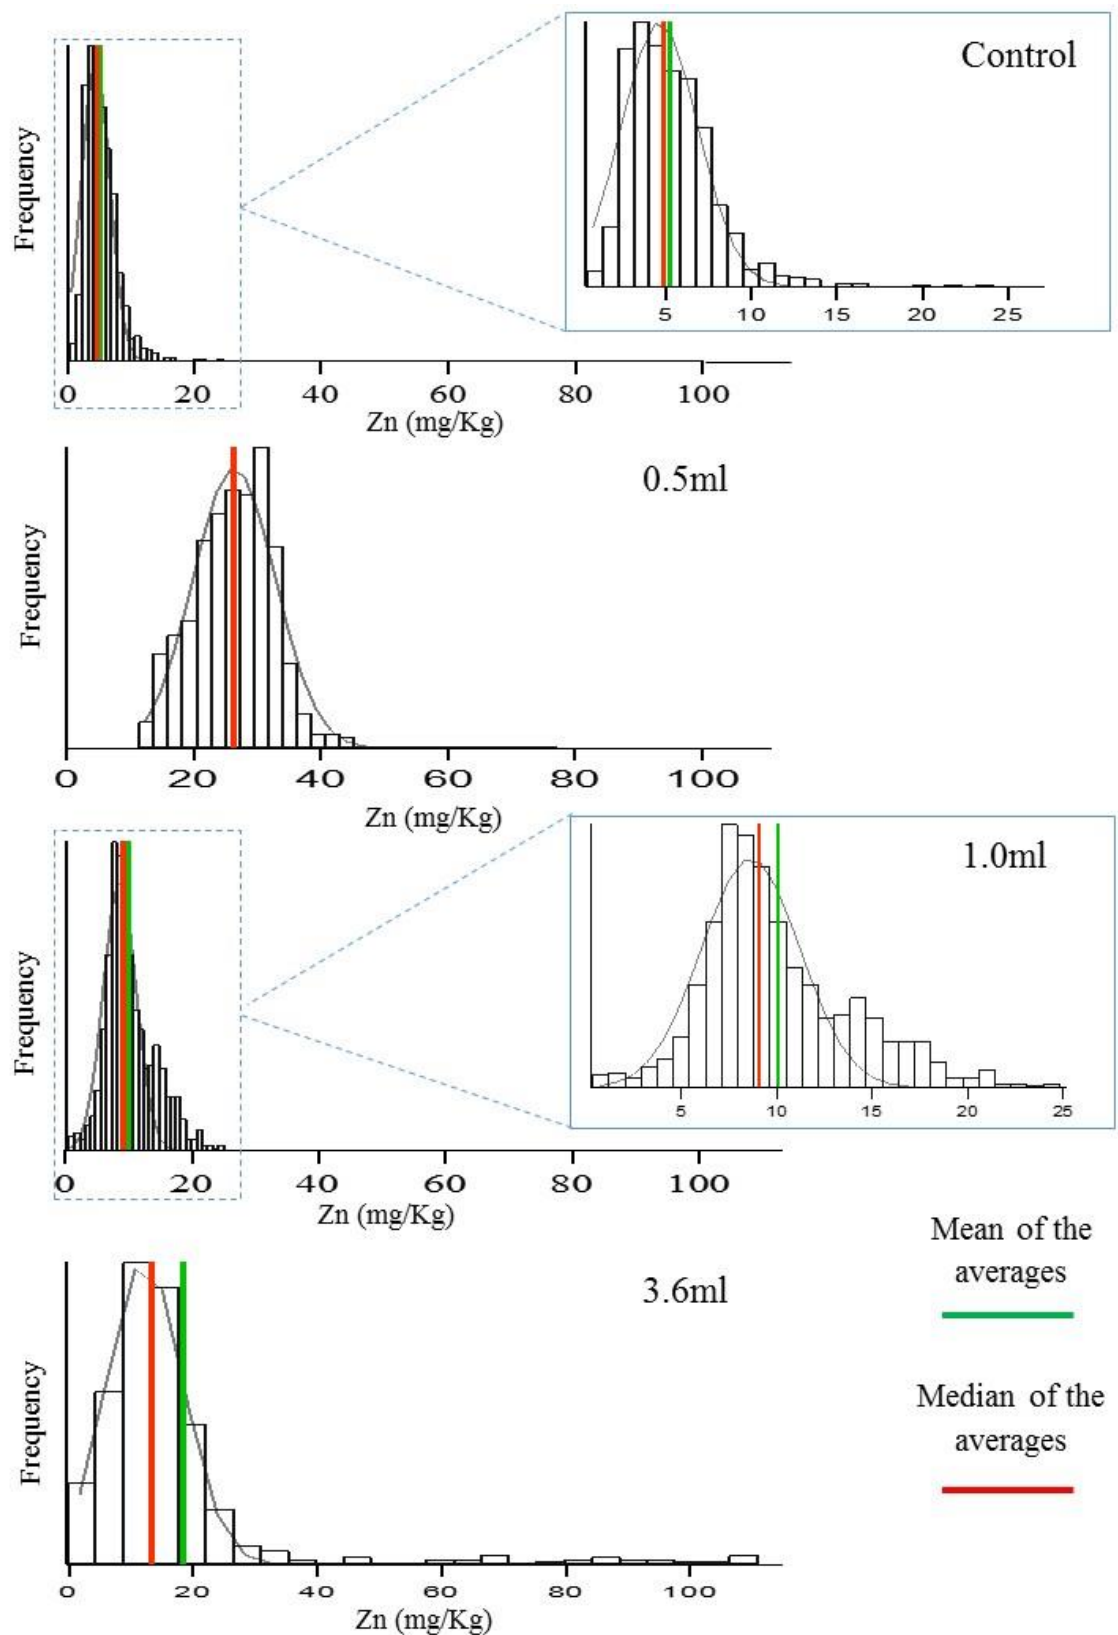 Control
Frequency
5 10 15 20 25
0 20 40 60 80 100
Zn (mg/Kg)
0.5ml
Frequency
0 20 40 60 80 100
Zn (mg/Kg)
1.0ml
Frequency
5 10 15 20 25
0 20 40 60 80 100
Zn (mg/Kg)
Mean of the
averages
3.6ml
Median of the
averages
Frequency
0 20 40 60 80 100
Zn (mg/Kg)